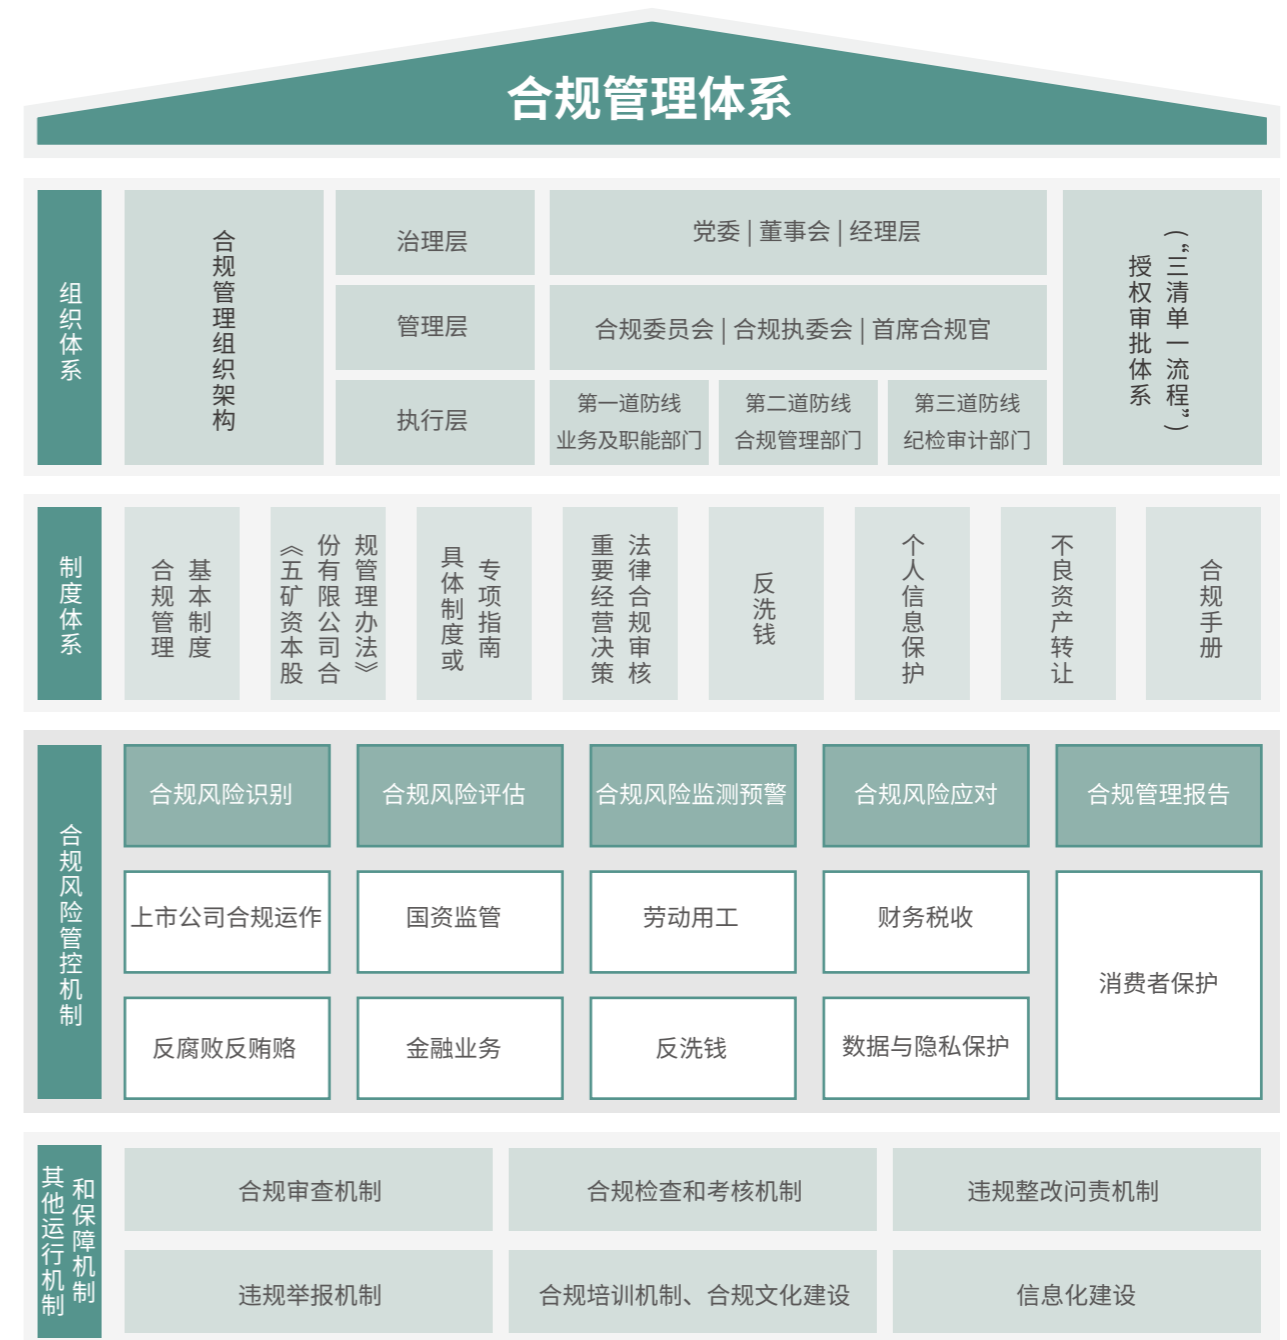 合规管理体系
组织体系
合规管理组织架构
治理层
党委 | 董事会 | 经理层
管理层
合规委员会 | 合规执委会 | 首席合规官
执行层
第一道防线
业务及职能部门
第二道防线
合规管理部门
第三道防线
纪检审计部门
授权审批体系
（“三清单一流程”）
制度体系
合规管理
基本制度
《五矿资本股
份有限公司合
规管理办法》
具体制度或
专项指南
重要经营决策
法律合规审核
反洗钱
个人信息保护
不良资产转让
合规手册
合规风险管控机制
合规风险识别
合规风险评估
合规风险监测预警
合规风险应对
合规管理报告
上市公司合规运作
国资监管
劳动用工
财务税收
消费者保护
反腐败反贿赂
金融业务
反洗钱
数据与隐私保护
其他运行机制
和保障机制
合规审查机制
合规检查和考核机制
违规整改问责机制
违规举报机制
合规培训机制、合规文化建设
信息化建设